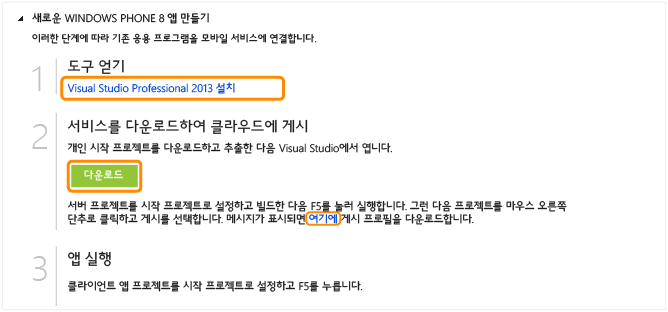 새로운 WINDOWS PHONE 8 앱 만들기
이러한 단계에 따라 기존 응용 프로그램을 모바일 서비스에 연결합니다.
1 도구 얻기
Visual Studio Professional 2013 설치
2 서비스를 다운로드하여 클라우드에 게시
개인 시작 프로젝트를 다운로드하고 추출한 다음 Visual Studio에서 엽니다.
다운로드
서버 프로젝트를 시작 프로젝트로 설정하고 빌드한 다음 F5를 눌러 실행합니다. 그런 다음 프로젝트를 마우스 오른쪽
단추로 클릭하고 게시를 선택합니다. 메시지가 표시되면 여기에 게시 프로필을 다운로드합니다.
3 앱 실행
클라이언트 앱 프로젝트를 시작 프로젝트로 설정하고 F5를 누릅니다.